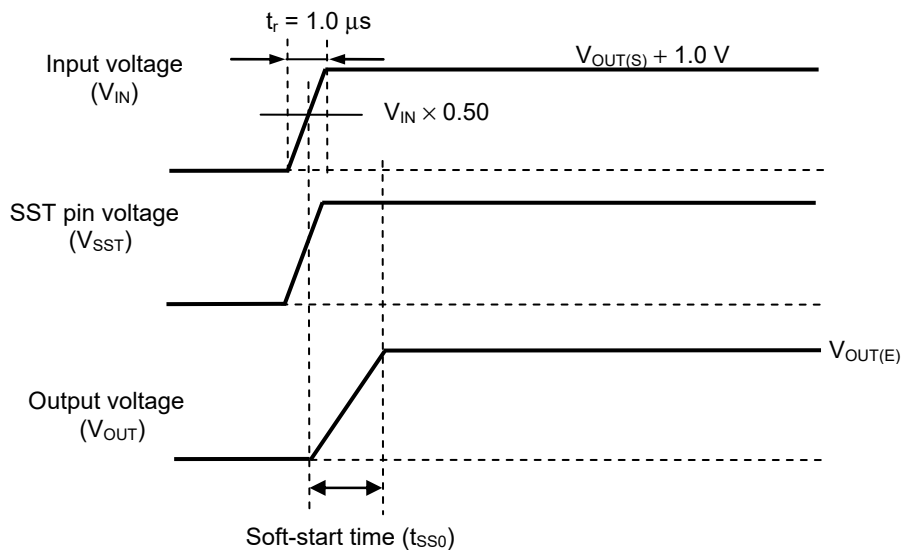 tr = 1.0 μs
Input voltage
(VIN)
VOUT(S) + 1.0 V
VIN × 0.50
SST pin voltage
(VSST)
VOUT(E)
Output voltage
(VOUT)
Soft-start time (tSS0)